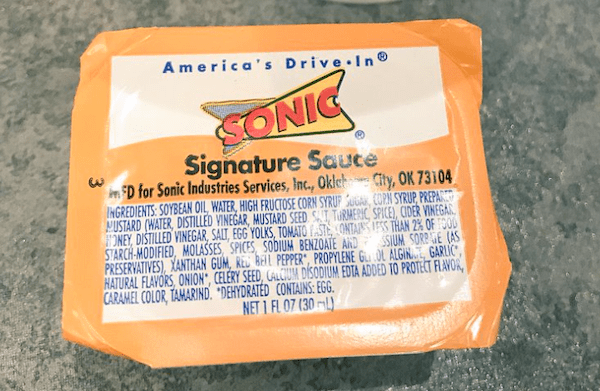 America's Drive-In®
SONIC
®
Signature Sauce
3
MFD for Sonic Industries Services, Inc., Oklahoma City, OK 73104
INGREDIENTS: SOYBEAN OIL, WATER, HIGH FRUCTOSE CORN SYRUP, SUGAR, CORN SYRUP, PREPARED
MUSTARD (WATER, DISTILLED VINEGAR, MUSTARD SEED, SALT, TURMERIC, SPICE), CIDER VINEGAR,
HONEY, DISTILLED VINEGAR, SALT, EGG YOLKS, TOMATO PASTE, CONTAINS LESS THAN 2% OF FOOD
STARCH-MODIFIED, MOLASSES, SPICES, SODIUM BENZOATE AND POTASSIUM SORBATE (AS
PRESERVATIVES), XANTHAN GUM, RED BELL PEPPER*, PROPYLENE GLYCOL ALGINATE, GARLIC*,
NATURAL FLAVORS, ONION*, CELERY SEED, CALCIUM DISODIUM EDTA ADDED TO PROTECT FLAVOR,
CARAMEL COLOR, TAMARIND. *DEHYDRATED CONTAINS: EGG.
NET 1 FL OZ (30 mL)